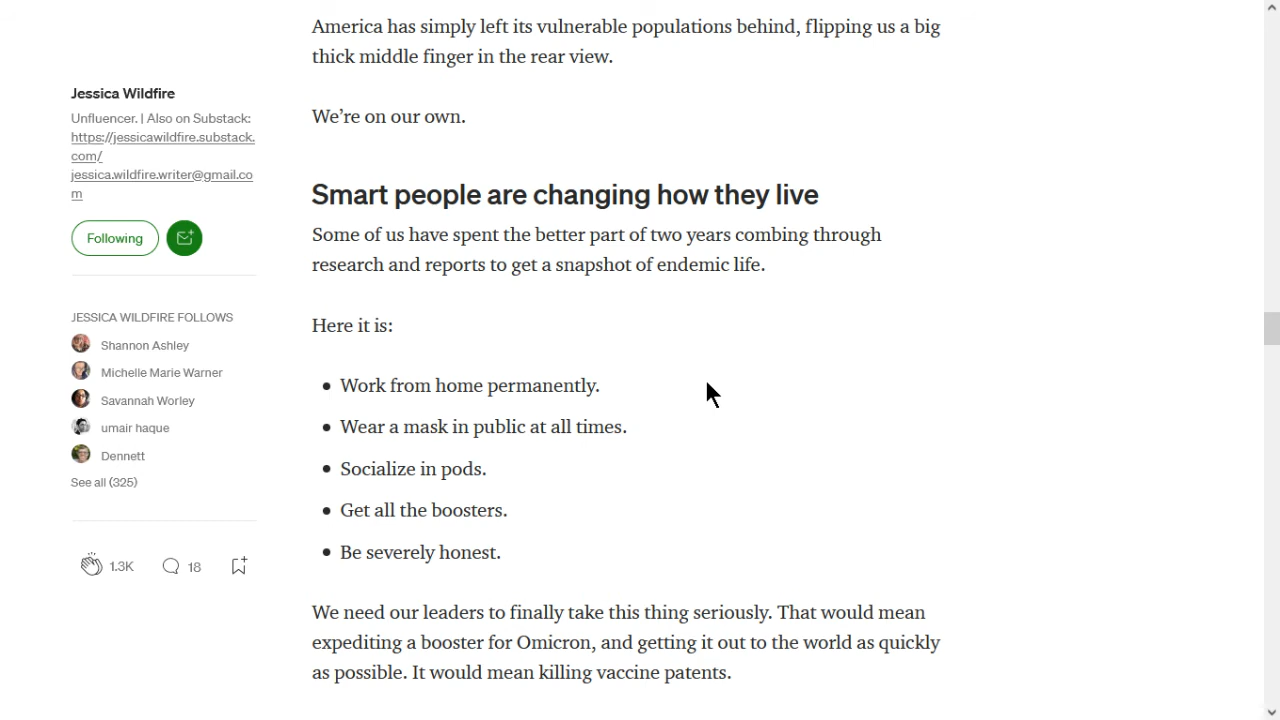 America has simply left its vulnerable populations behind, flipping us a big
thick middle finger in the rear view.
We’re on our own.
Smart people are changing how they live
Some of us have spent the better part of two years combing through
research and reports to get a snapshot of endemic life.
Here it is:
• Work from home permanently.
• Wear a mask in public at all times.
• Socialize in pods.
• Get all the boosters.
• Be severely honest.
We need our leaders to finally take this thing seriously. That would mean
expediting a booster for Omicron, and getting it out to the world as quickly
as possible. It would mean killing vaccine patents.
Jessica Wildfire
Unfluencer. | Also on Substack:
https://jessicawildfire.substack.
com/
jessica.wildfire.writer@gmail.co
m
Following
JESSICA WILDFIRE FOLLOWS
Shannon Ashley
Michelle Marie Warner
Savannah Worley
umair haque
Dennett
See all (325)
1.3K 18